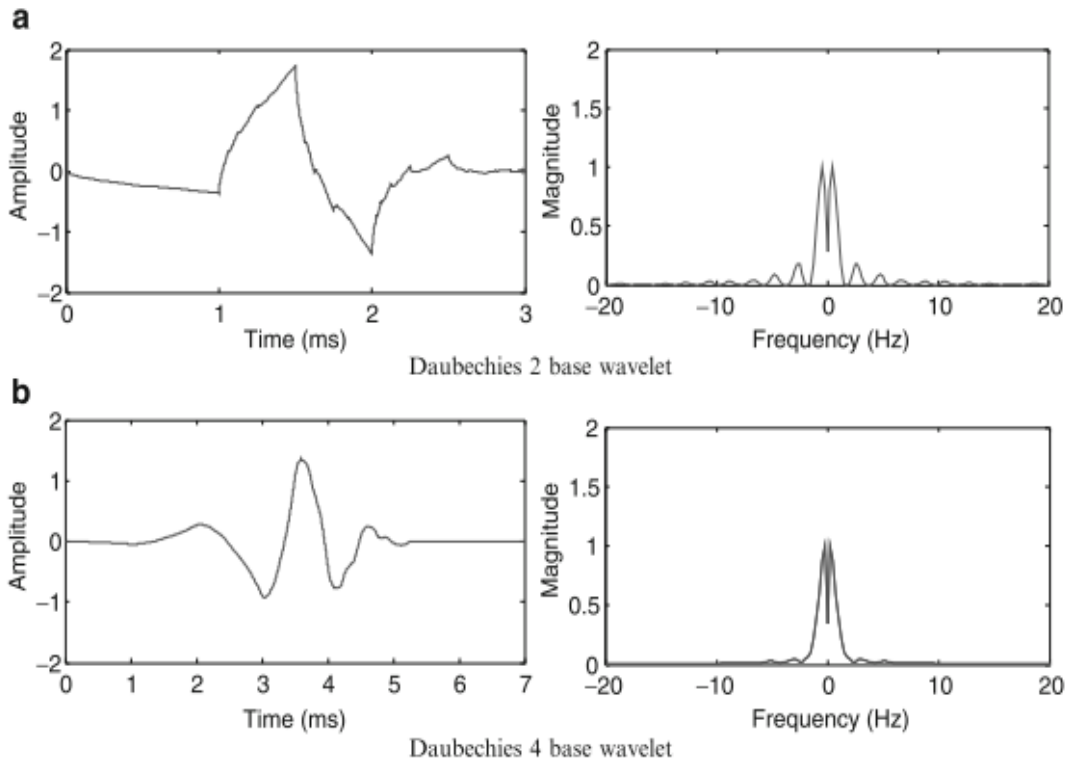 a
2
1
0
−1
−2
Amplitude
0 1 2 3
Time (ms)
2
1.5
1
0.5
0
Magnitude
−20 −10 0 10 20
Frequency (Hz)
Daubechies 2 base wavelet
b
2
1
0
−1
−2
Amplitude
0 1 2 3 4 5 6 7
Time (ms)
2
1.5
1
0.5
0
Magnitude
−20 −10 0 10 20
Frequency (Hz)
Daubechies 4 base wavelet